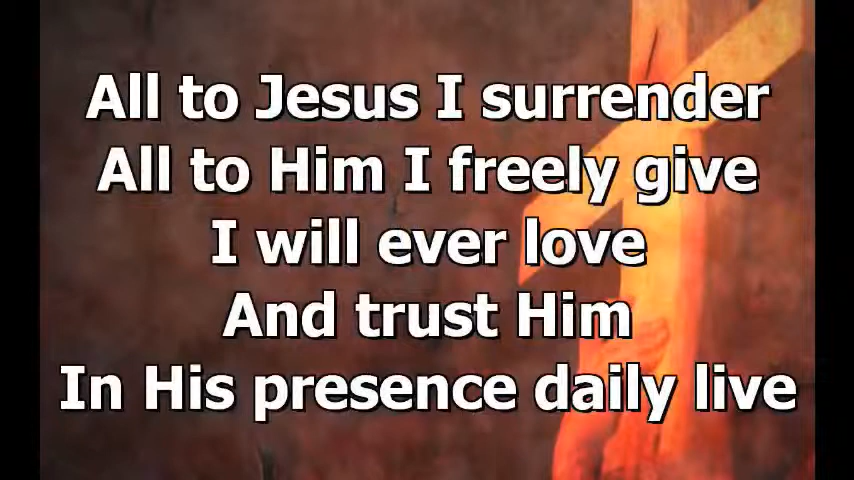 All to Jesus I surrender
All to Him I freely give
I will ever love
And trust Him
In His presence daily live